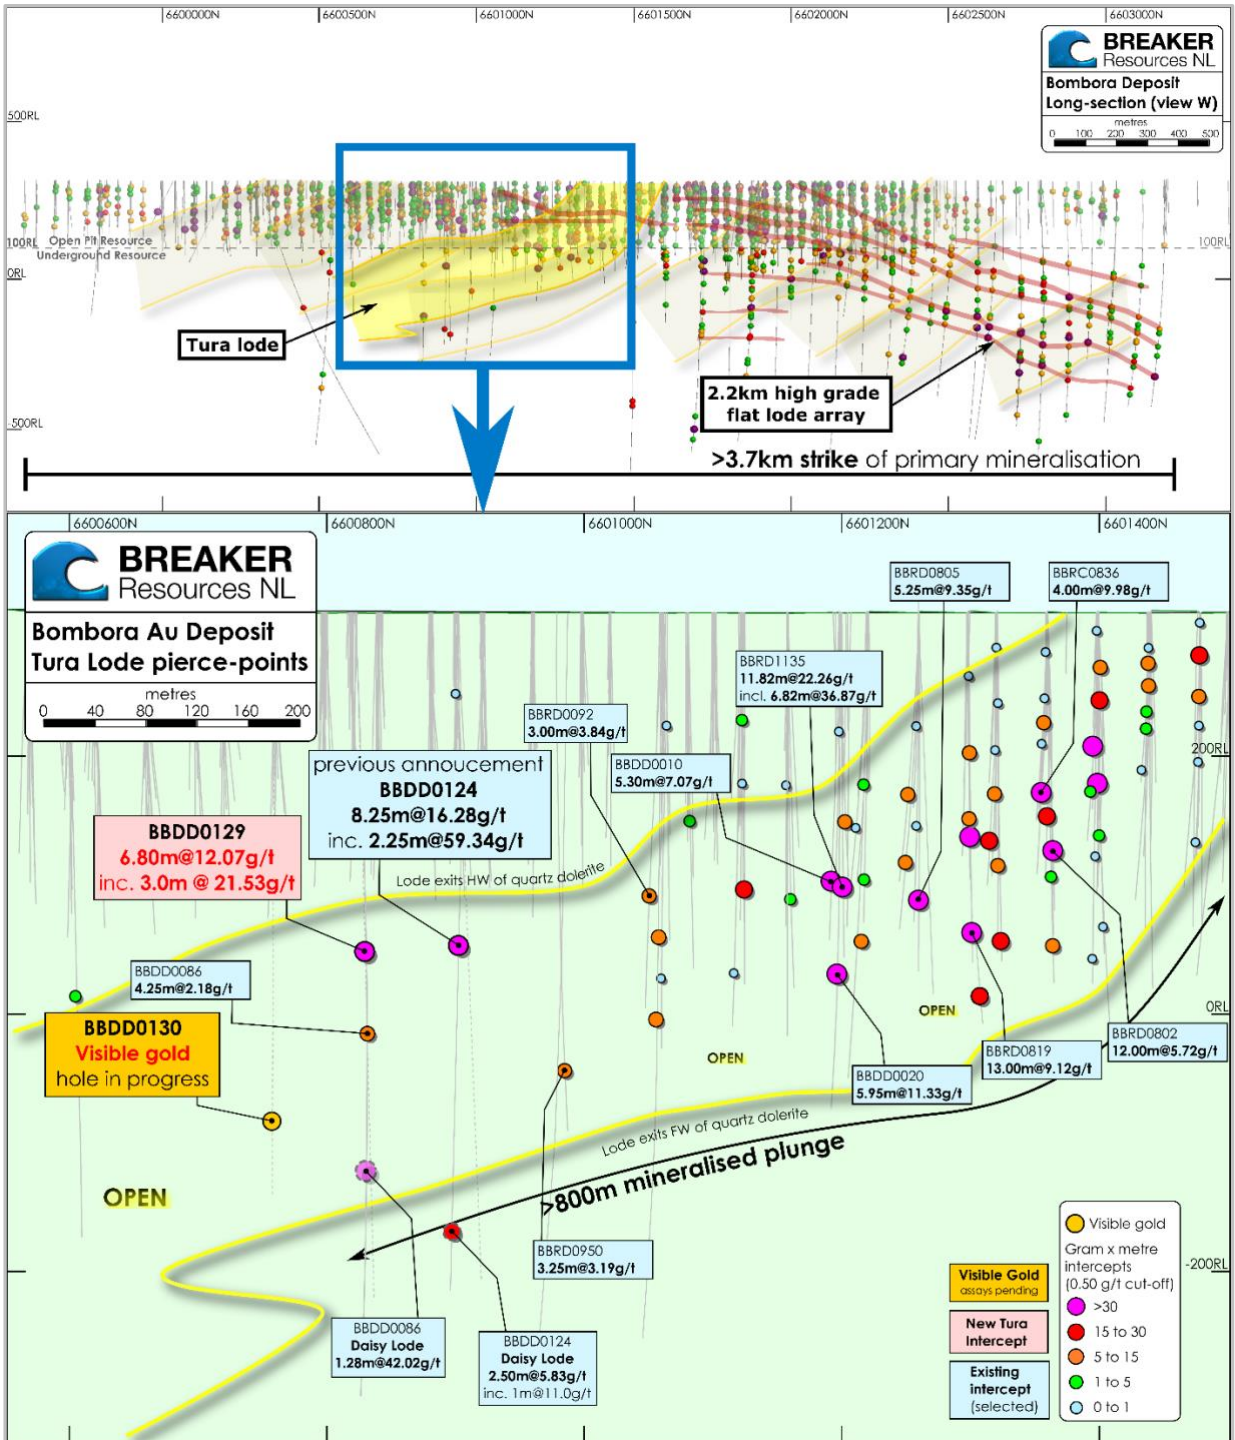 6600000N
6600500N
6601000N
6601500N
6602000N
6602500N
6603000N
BREAKER
Resources NL
Bombora Deposit
Long-section (view W)
metres
0 100 200 300 400 500
500RL
100RL
Open Pit Resource
Underground Resource
100RL
0RL
Tura lode
2.2km high grade
flat lode array
-500RL
>3.7km strike of primary mineralisation
6600600N
6600800N
6601000N
6601200N
6601400N
BREAKER
Resources NL
Bombora Au Deposit
Tura Lode pierce-points
metres
0 40 80 120 160 200
BBRD0805
5.25m@9.35g/t
BBRC0836
4.00m@9.98g/t
BBRD1135
11.82m@22.26g/t
incl. 6.82m@36.87g/t
BBRD0092
3.00m@3.84g/t
BBDD0010
5.30m@7.07g/t
200RL
previous annoucement
BBDD0124
8.25m@16.28g/t
inc. 2.25m@59.34g/t
BBDD0129
6.80m@12.07g/t
inc. 3.0m @ 21.53g/t
Lode exits HW of quartz dolerite
BBDD0086
4.25m@2.18g/t
BBDD0130
Visible gold
hole in progress
OPEN
0RL
OPEN
BBRD0802
12.00m@5.72g/t
BBRD0819
13.00m@9.12g/t
BBDD0020
5.95m@11.33g/t
Lode exits FW of quartz dolerite
>800m mineralised plunge
OPEN
BBRD0950
3.25m@3.19g/t
-200RL
BBDD0086
Daisy Lode
1.28m@42.02g/t
BBDD0124
Daisy Lode
2.50m@5.83g/t
inc. 1m@11.0g/t
Visible Gold
assays pending
New Tura
Intercept
Existing
intercept
(selected)
Visible gold
Gram x metre
intercepts
(0.50 g/t cut-off)
>30
15 to 30
5 to 15
1 to 5
0 to 1